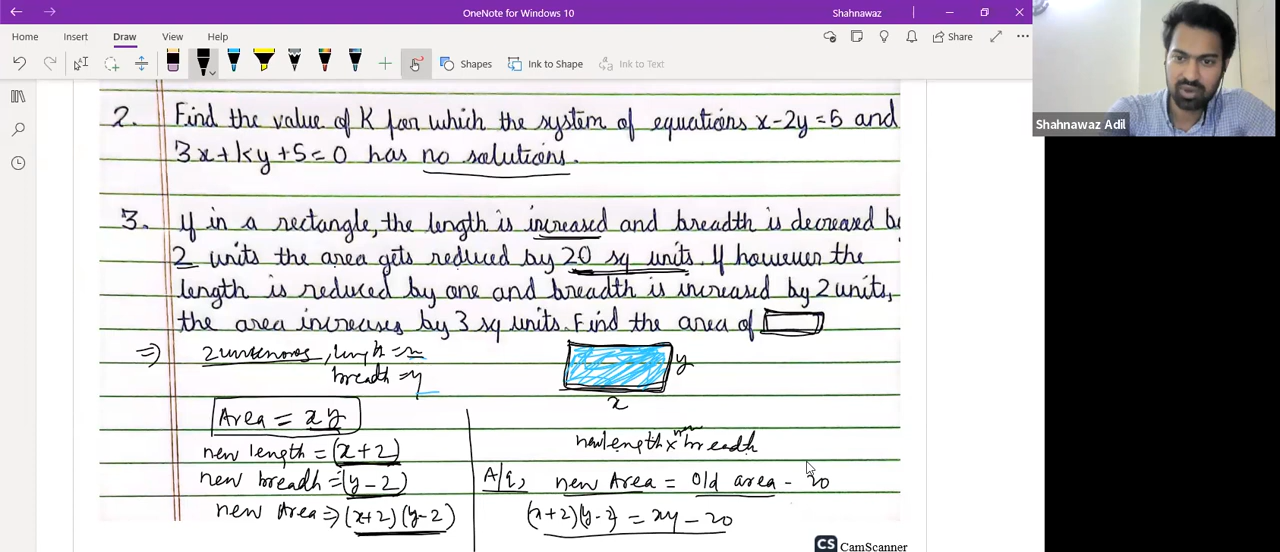 OneNote for Windows 10
Shahnawaz
Home Insert Draw View Help
Share
Shapes Ink to Shape Ink to Text
Shahnawaz Adil
2. Find the value of K for which the system of equations x-2y=5 and
3x+ky+5=0 has no solutions.
3. If in a rectangle, the length is increased and breadth is decreased by
2 units the area gets reduced by 20 sq units. If however the
length is reduced by one and breadth is increased by 2 units,
the area increases by 3 sq units. Find the area of
=> 2 unknowns, length = x
breadth = y
y
x
Area = xy
new length = (x+2)
new breadth = (y-2)
new Area => (x+2)(y-2)
new length x new breadth
A/q, new Area = Old area - 20
(x+2)(y-2) = xy - 20
CS CamScanner